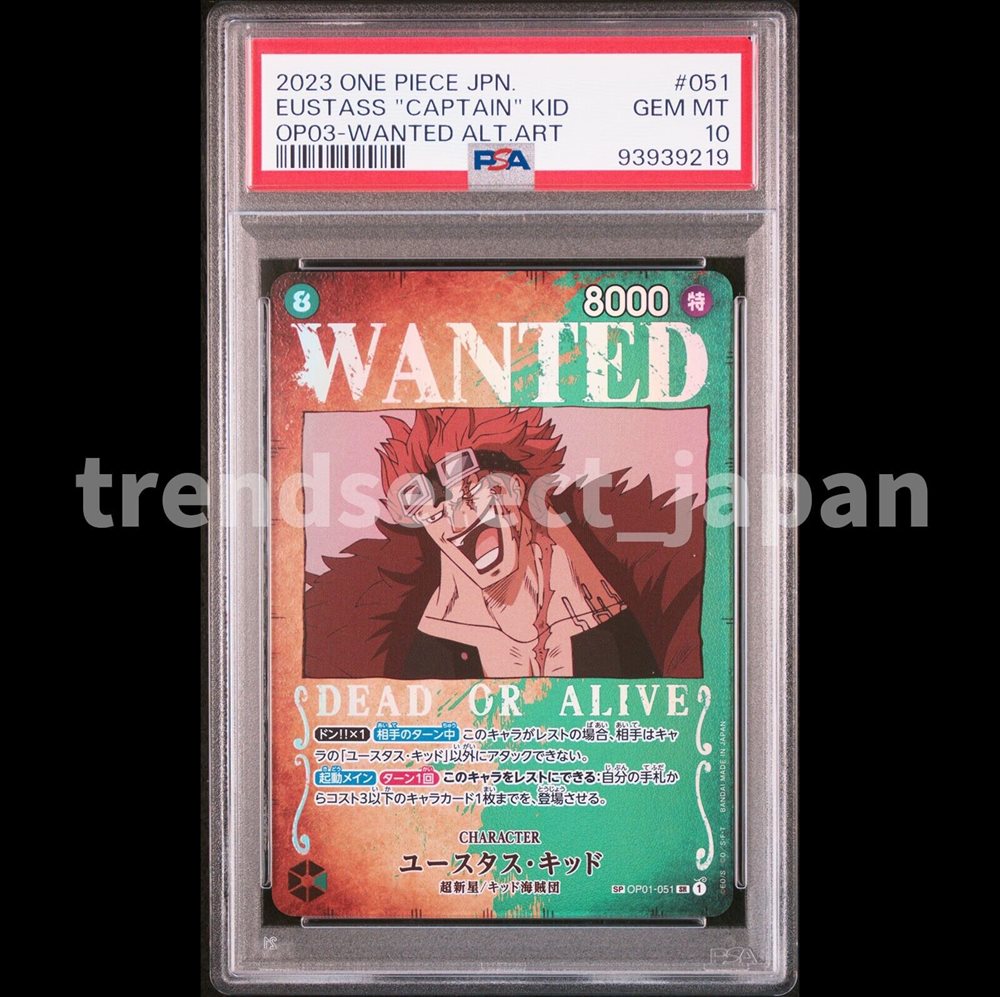 2023 ONE PIECE JPN. #051
EUSTASS "CAPTAIN" KID GEM MT
OP03-WANTED ALT.ART 10
PSA 93939219
8 8000 特
WANTED
trendselect_japan
DEAD OR ALIVE
ドン!!×1 相手のターン中 このキャラがレストの場合、相手はキャ
ラの「ユースタス・キッド」以外にアタックできない。
起動メイン ターン1回 このキャラをレストにできる:自分の手札か
らコスト3以下のキャラカード1枚までを、登場させる。
CHARACTER
ユースタス・キッド
超新星/キッド海賊団
SP OP01-051 SR 1
BANDAI MADE IN JAPAN
PSA